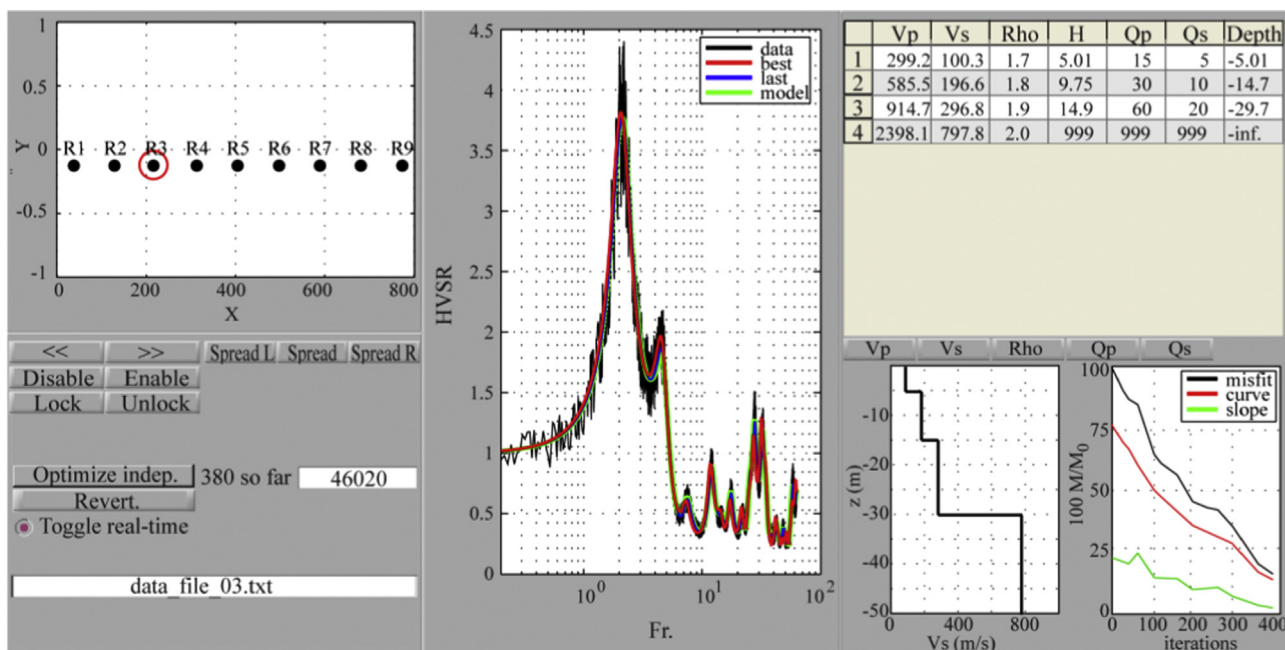 1
0.5
0
-0.5
-1
Y
R1 R2 R3 R4 R5 R6 R7 R8 R9
0 200 400 600 800
X
<< >> Spread L Spread Spread R
Disable Enable
Lock Unlock
Optimize indep. 380 so far 46020
Revert.
Toggle real-time
data_file_03.txt
4.5
4
3.5
3
2.5
2
1.5
1
0.5
0
HVSR
data
best
last
model
10^0 10^1 10^2
Fr.
Vp Vs Rho H Qp Qs Depth
1 299.2 100.3 1.7 5.01 15 5 -5.01
2 585.5 196.6 1.8 9.75 30 10 -14.7
3 914.7 296.8 1.9 14.9 60 20 -29.7
4 2398.1 797.8 2.0 999 999 999 -inf.
Vp Vs Rho Qp Qs
-10
-20
-30
-40
-50
z (m)
0 400 800
Vs (m/s)
100
75
50
25
0
100 M/M0
misfit
curve
slope
0 100 200 300 400
iterations